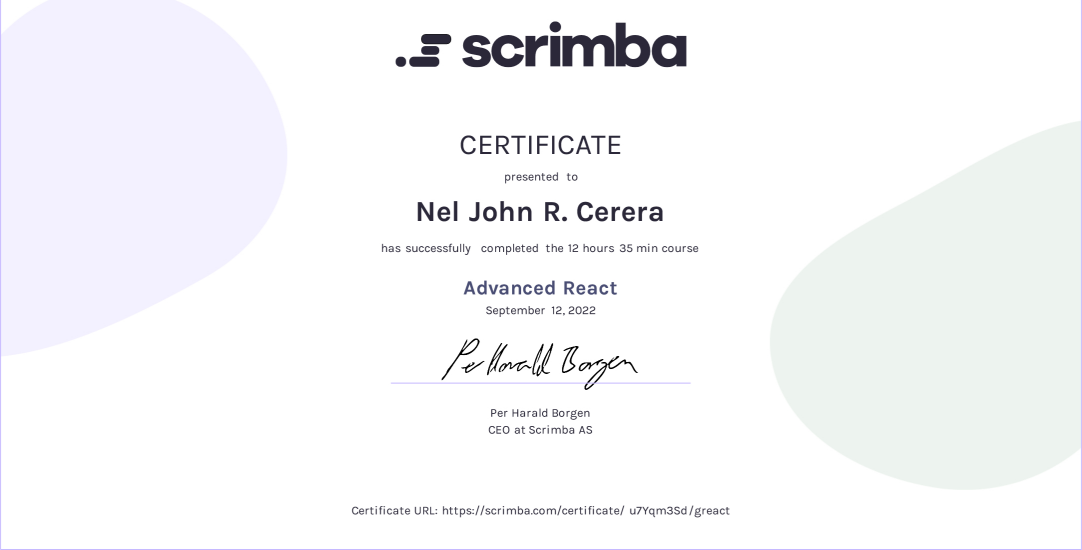 scrimba
CERTIFICATE
presented to
Nel John R. Cerera
has successfully completed the 12 hours 35 min course
Advanced React
September 12, 2022
Per Harald Borgen
Per Harald Borgen
CEO at Scrimba AS
Certificate URL: https://scrimba.com/certificate/ u7Yqm3Sd/greact